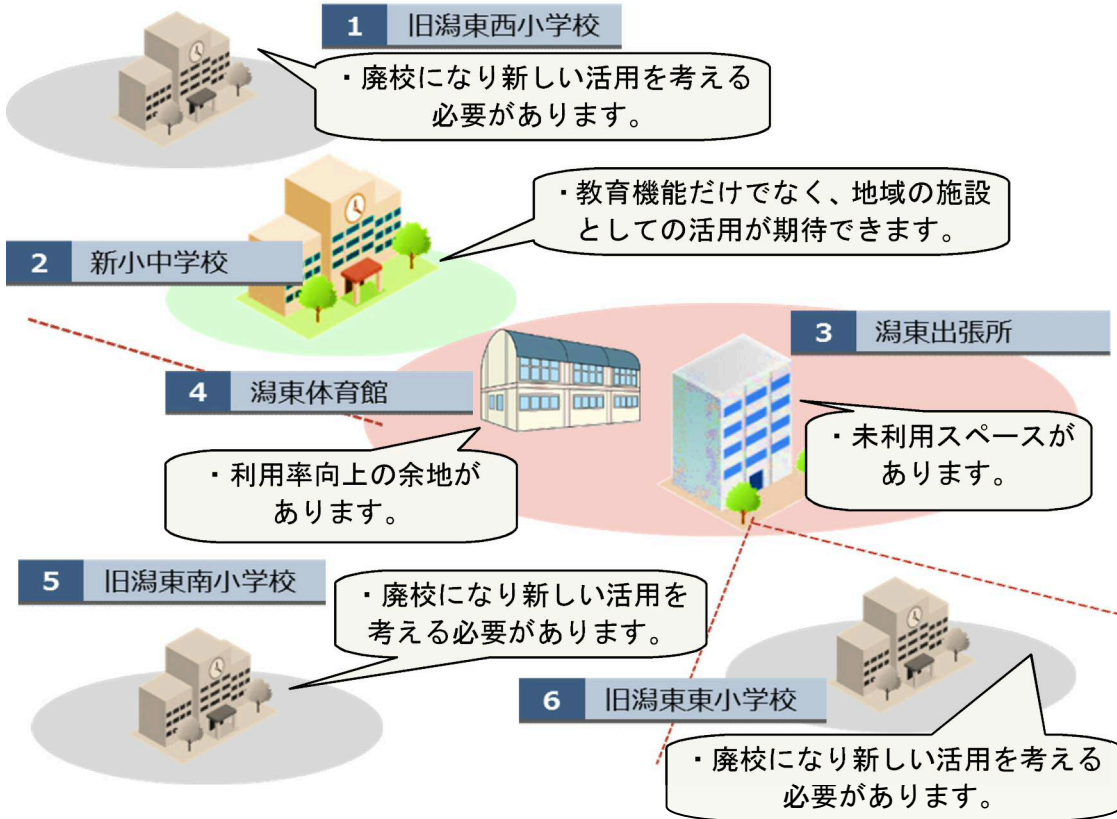 1 旧潟東西小学校
・廃校になり新しい活用を考える
必要があります。
・教育機能だけでなく、地域の施設
としての活用が期待できます。
2 新小中学校
3 潟東出張所
・未利用スペースが
あります。
4 潟東体育館
・利用率向上の余地が
あります。
5 旧潟東南小学校
・廃校になり新しい活用を
考える必要があります。
6 旧潟東東小学校
・廃校になり新しい活用を考える
必要があります。